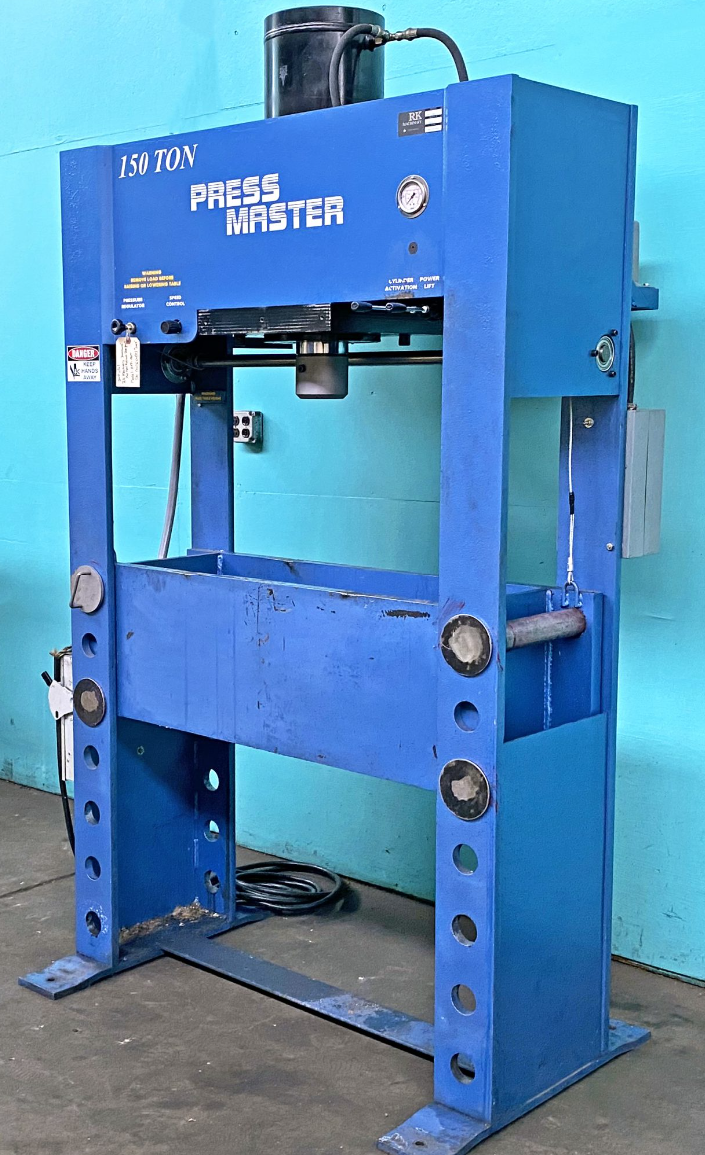 RK
150 TON
PRESS
MASTER
WARNING
REMOVE LOAD BEFORE
RAISING OR LOWERING TABLE
PRESSURE
REGULATOR
SPEED
CONTROL
CYLINDER
ACTIVATION
POWER
LIFT
DANGER
KEEP
HANDS
AWAY